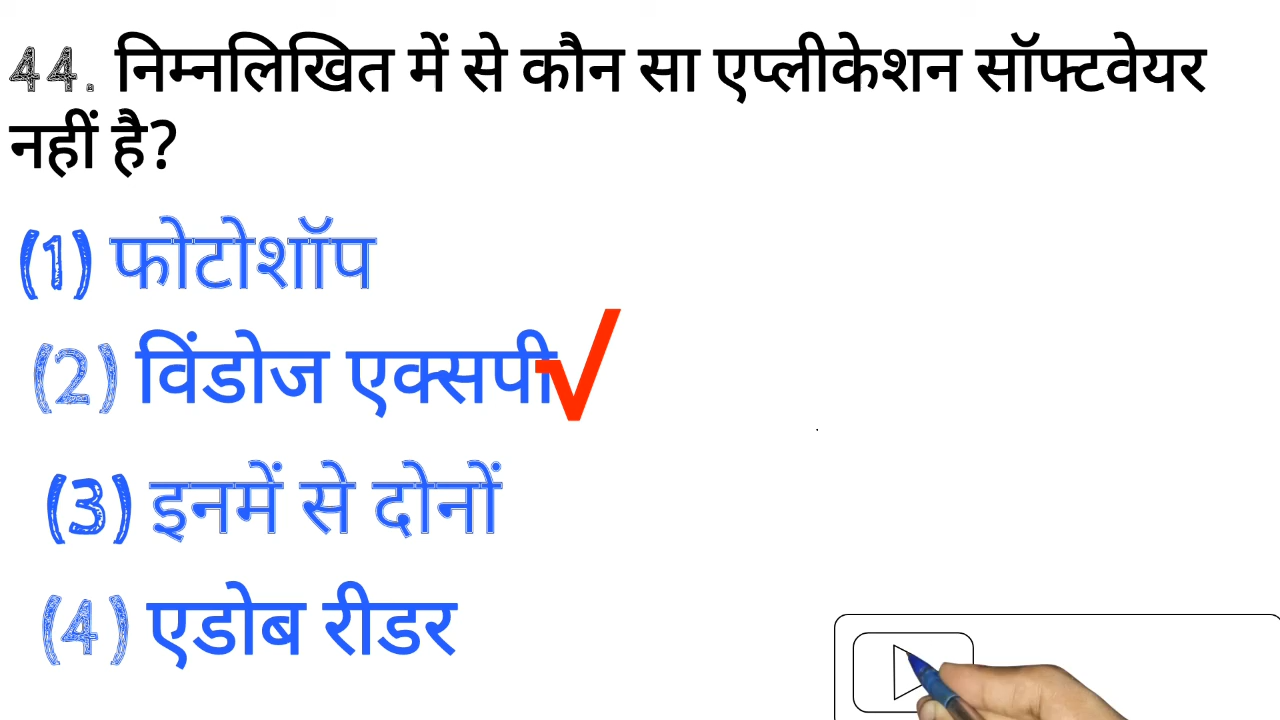 44. निम्नलिखित में से कौन सा एप्लीकेशन सॉफ्टवेयर
नहीं है?
(1) फोटोशॉप
(2) विंडोज एक्सपी
(3) इनमें से दोनों
(4) एडोब रीडर